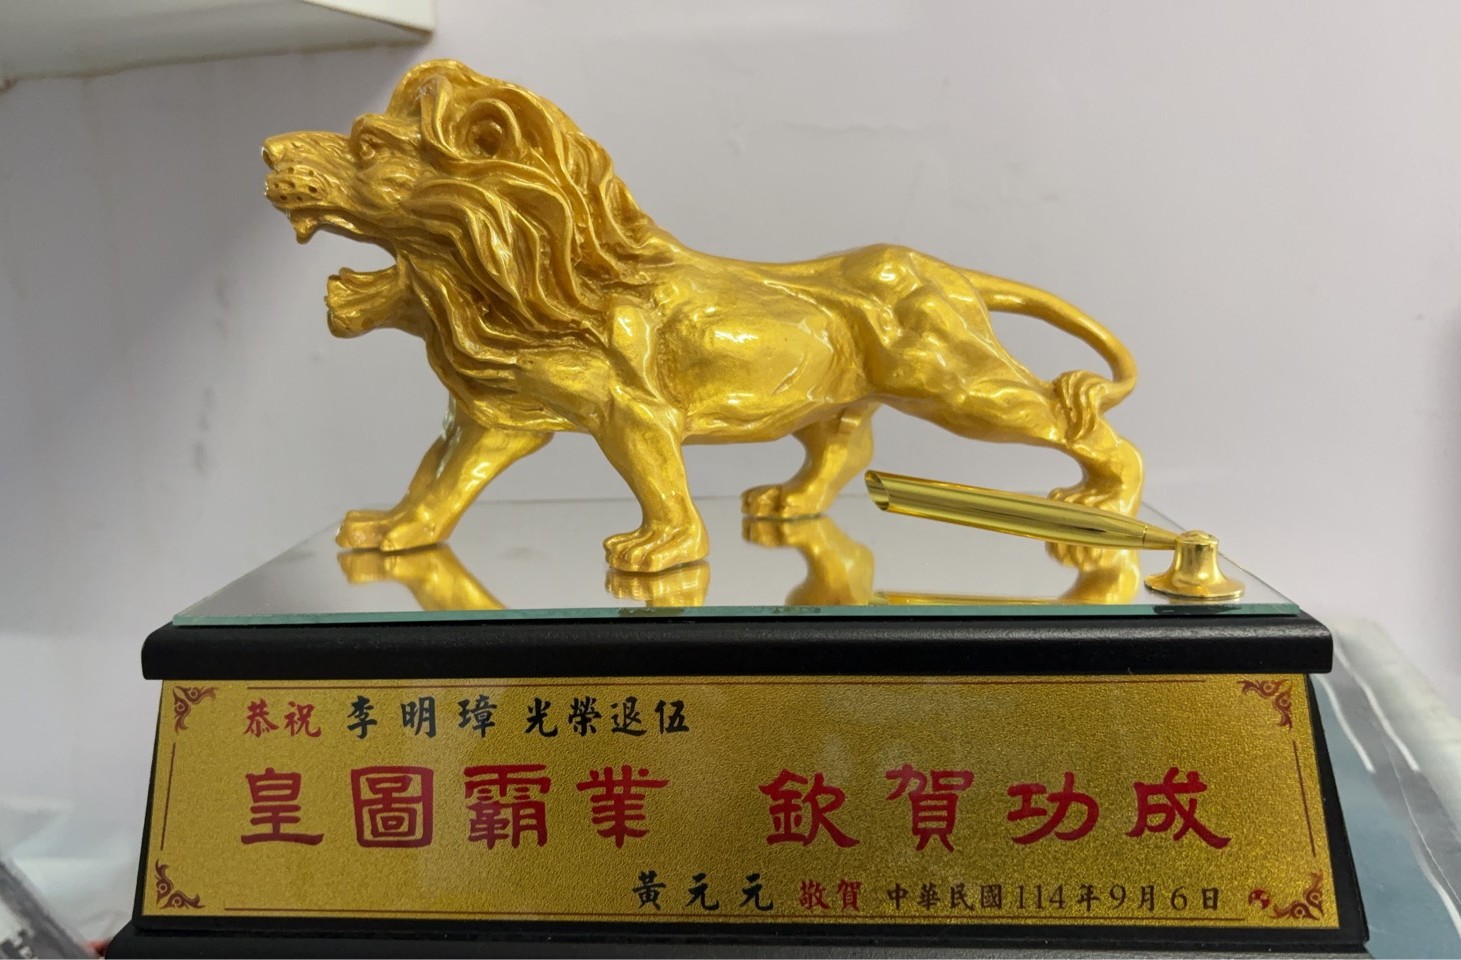 恭祝 李明璋 光榮退伍
皇圖霸業 欽賀功成
黃元元 敬賀 中華民國114年9月6日